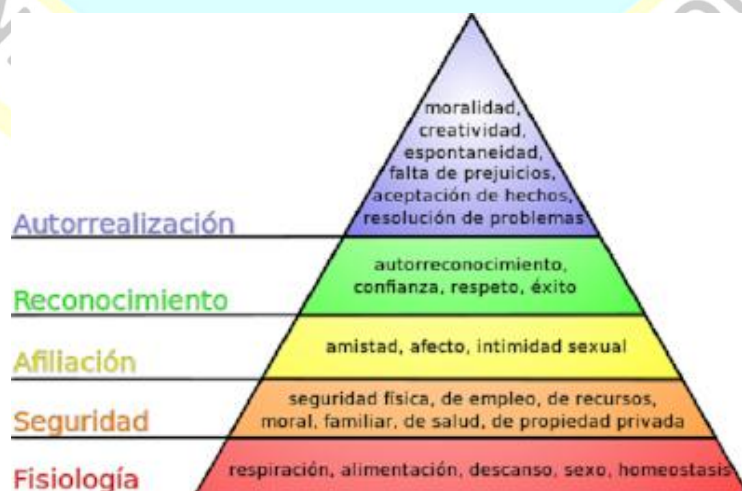 moralidad,
creatividad,
espontaneidad,
falta de prejuicios,
aceptación de hechos,
resolución de problemas
Autorrealización
autorreconocimiento,
confianza, respeto, éxito
Reconocimiento
amistad, afecto, intimidad sexual
Afiliación
seguridad física, de empleo, de recursos,
moral, familiar, de salud, de propiedad privada
Seguridad
respiración, alimentación, descanso, sexo, homeostasis
Fisiología